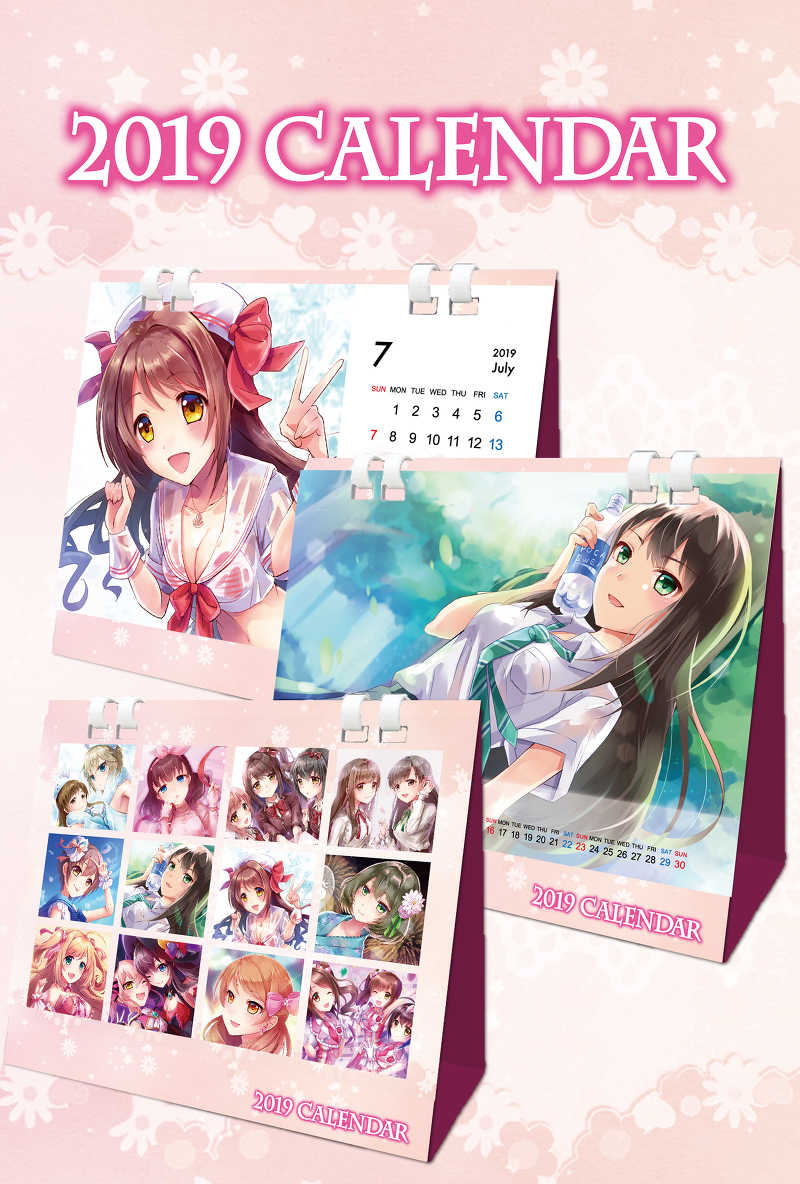 2019 CALENDAR
7
2019
July
SUN MON TUE WED THU FRI SAT
1 2 3 4 5 6
7 8 9 10 11 12 13
POCA
SWEA
SUN MON TUE WED THU FRI SAT SUN MON TUE WED THU FRI SAT SUN
16 17 18 19 20 21 22 23 24 25 26 27 28 29 30
2019 CALENDAR
2019 CALENDAR